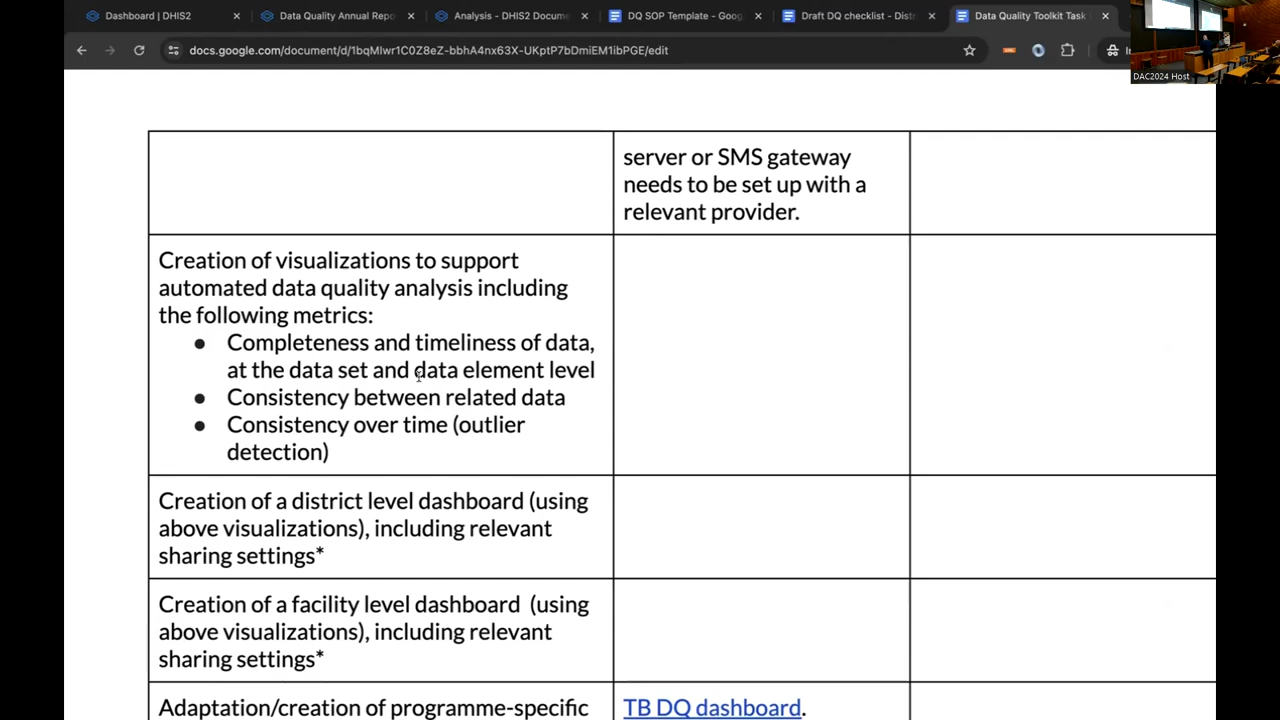 Dashboard | DHIS2
Data Quality Annual Repo
Analysis - DHIS2 Docume
DQ SOP Template - Goog
Draft DQ checklist - Distr
Data Quality Toolkit Task
docs.google.com/document/d/1bqMIwr1C0Z8eZ-bbhA4nx63X-UKptP7bDmiEM1ibPGE/edit
DAC2024 Host
server or SMS gateway
needs to be set up with a
relevant provider.
Creation of visualizations to support
automated data quality analysis including
the following metrics:
● Completeness and timeliness of data,
at the data set and data element level
● Consistency between related data
● Consistency over time (outlier
detection)
Creation of a district level dashboard (using
above visualizations), including relevant
sharing settings*
Creation of a facility level dashboard (using
above visualizations), including relevant
sharing settings*
Adaptation/creation of programme-specific
TB DQ dashboard.